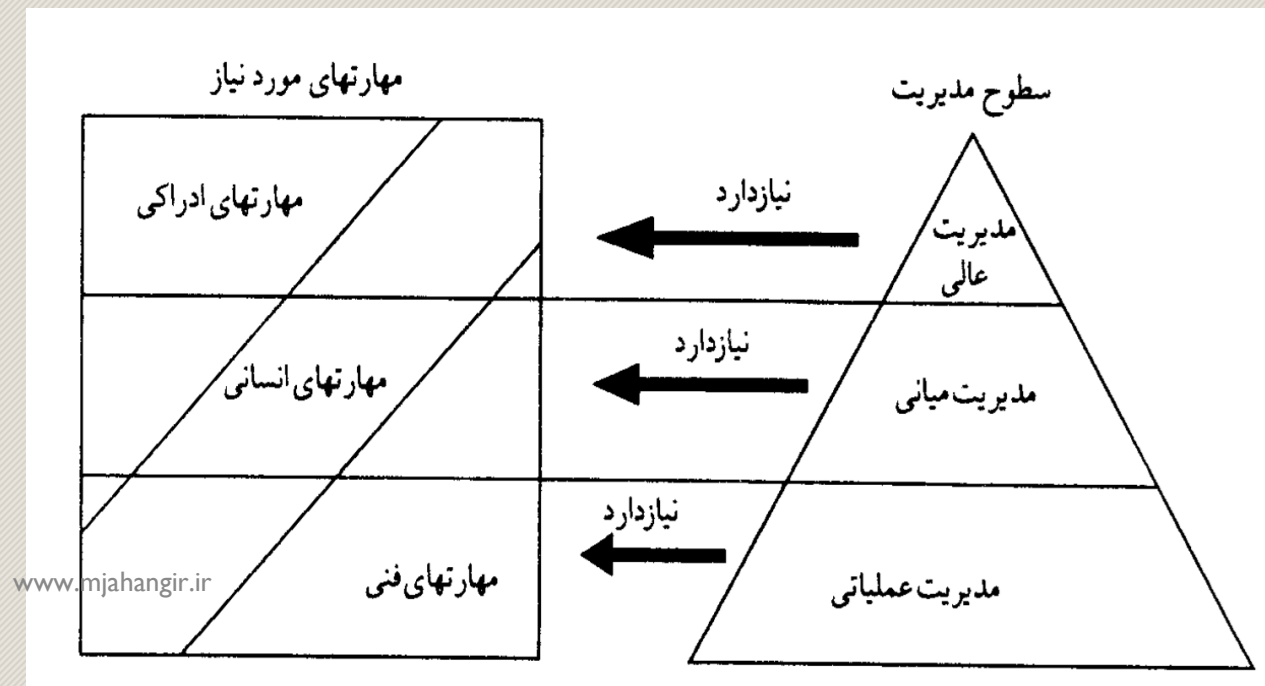 سطوح مدیریت
مهارتهای مورد نیاز
مدیریت
عالی
نیازدارد
مهارتهای ادراکی
مدیریت میانی
نیازدارد
مهارتهای انسانی
مدیریت عملیاتی
نیازدارد
مهارتهای فنی
www.mjahangir.ir